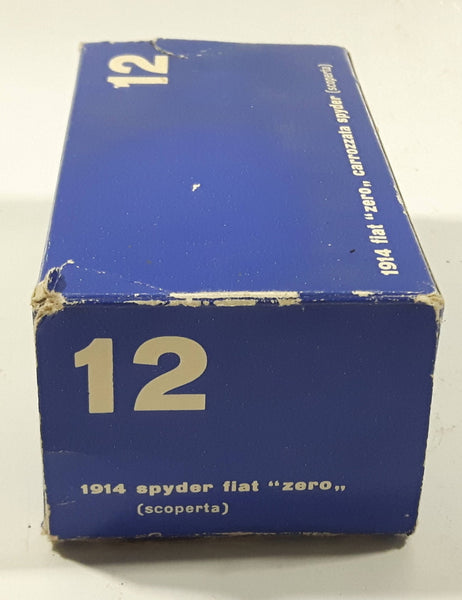 12
1914 fiat “zero„ carrozzata spyder (scoperta)
12
1914 spyder fiat “zero„
(scoperta)